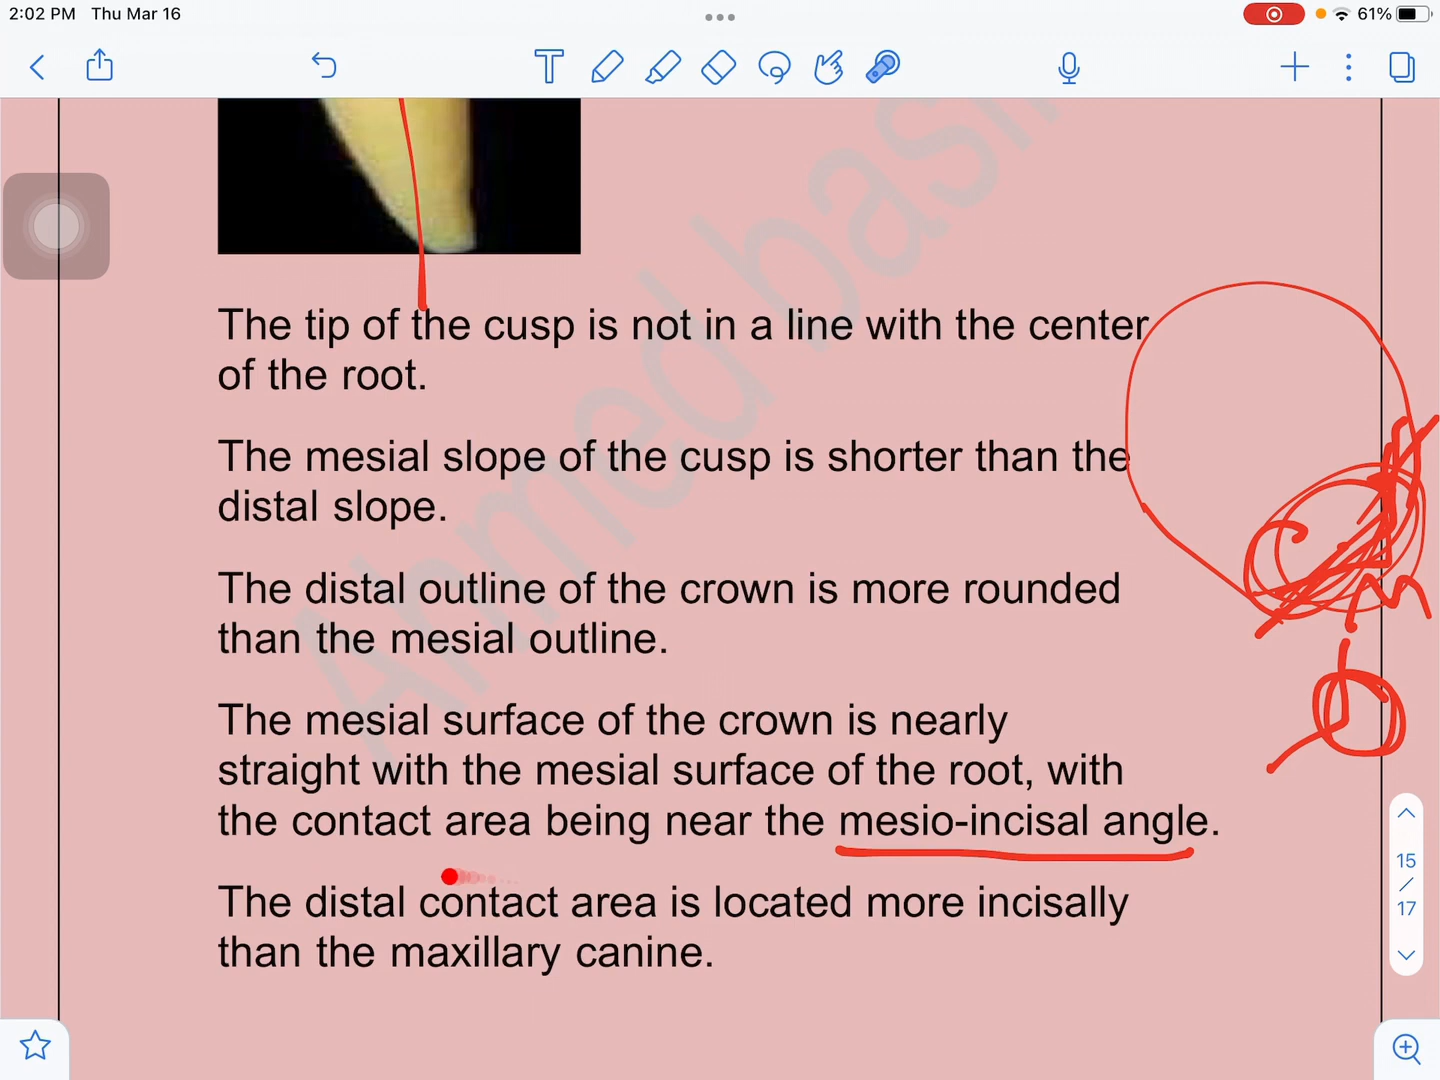 2:02 PM Thu Mar 16
61%
The tip of the cusp is not in a line with the center
of the root.
The mesial slope of the cusp is shorter than the
distal slope.
The distal outline of the crown is more rounded
than the mesial outline.
The mesial surface of the crown is nearly
straight with the mesial surface of the root, with
the contact area being near the mesio-incisal angle.
The distal contact area is located more incisally
than the maxillary canine.
15
/
17